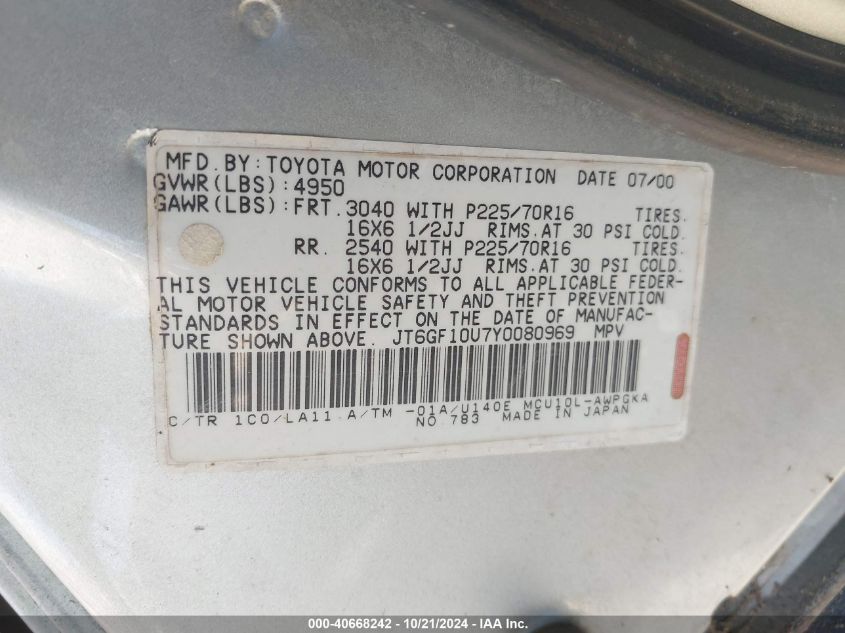 MFD.BY:TOYOTA MOTOR CORPORATION DATE 07/00
GVWR(LBS):4950
GAWR(LBS):FRT. 3040 WITH P225/70R16 TIRES.
16X6 1/2JJ RIMS.AT 30 PSI COLD.
RR. 2540 WITH P225/70R16 TIRES.
16X6 1/2JJ RIMS.AT 30 PSI COLD.
THIS VEHICLE CONFORMS TO ALL APPLICABLE FEDER-
AL MOTOR VEHICLE SAFETY AND THEFT PREVENTION
STANDARDS IN EFFECT ON THE DATE OF MANUFAC-
TURE SHOWN ABOVE. JT6GF10U7Y0080969 MPV
C/TR 1C0/LA11 A/TM -01A/U140E MCU10L-AWPGKA
NO.783 MADE IN JAPAN
000-40668242 - 10/21/2024 - IAA Inc.